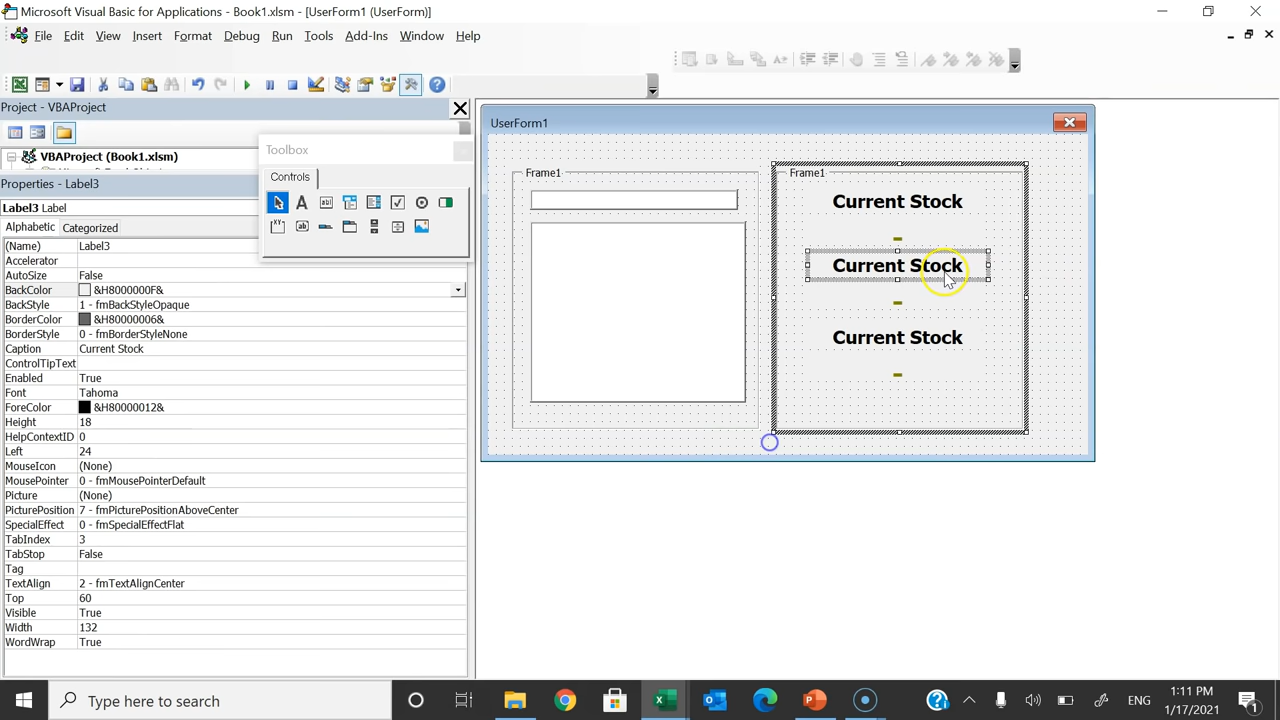 Microsoft Visual Basic for Applications - Book1.xlsm - [UserForm1 (UserForm)]
File Edit View Insert Format Debug Run Tools Add-Ins Window Help
Project - VBAProject
VBAProject (Book1.xlsm)
Toolbox
Controls
Properties - Label3
Label3 Label
Alphabetic Categorized
(Name) Label3
Accelerator
AutoSize False
BackColor &H8000000F&
BackStyle 1 - fmBackStyleOpaque
BorderColor &H80000006&
BorderStyle 0 - fmBorderStyleNone
Caption Current Stock
ControlTipText
Enabled True
Font Tahoma
ForeColor &H80000012&
Height 18
HelpContextID 0
Left 24
MouseIcon (None)
MousePointer 0 - fmMousePointerDefault
Picture (None)
PicturePosition 7 - fmPicturePositionAboveCenter
SpecialEffect 0 - fmSpecialEffectFlat
TabIndex 3
TabStop False
Tag
TextAlign 2 - fmTextAlignCenter
Top 60
Visible True
Width 132
WordWrap True
UserForm1
Frame1
Frame1
Current Stock
-
Current Stock
-
Current Stock
-
Type here to search
ENG
1:11 PM
1/17/2021
1